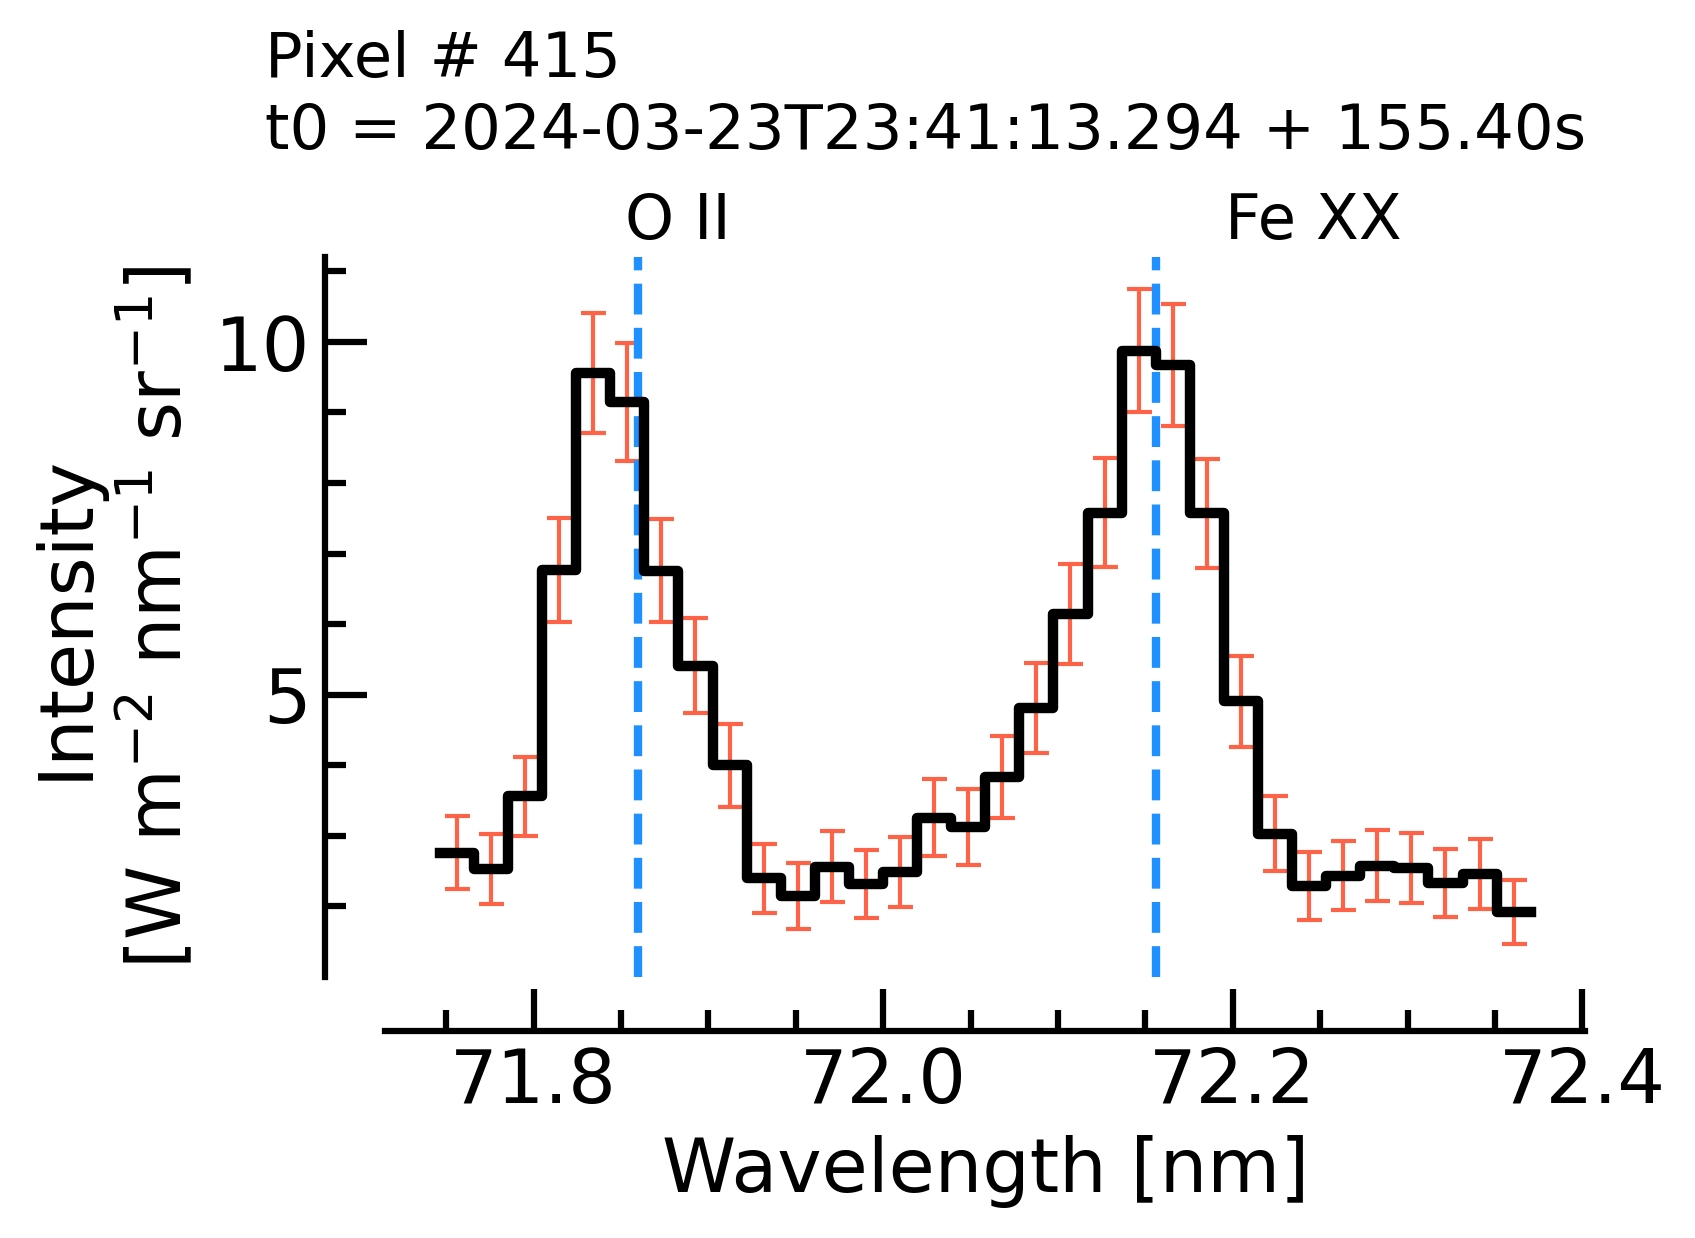 Pixel # 415
t0 = 2024-03-23T23:41:13.294 + 155.40s
O II
Fe XX
Intensity
[W m⁻² nm⁻¹ sr⁻¹]
10
5
71.8
72.0
72.2
72.4
Wavelength [nm]